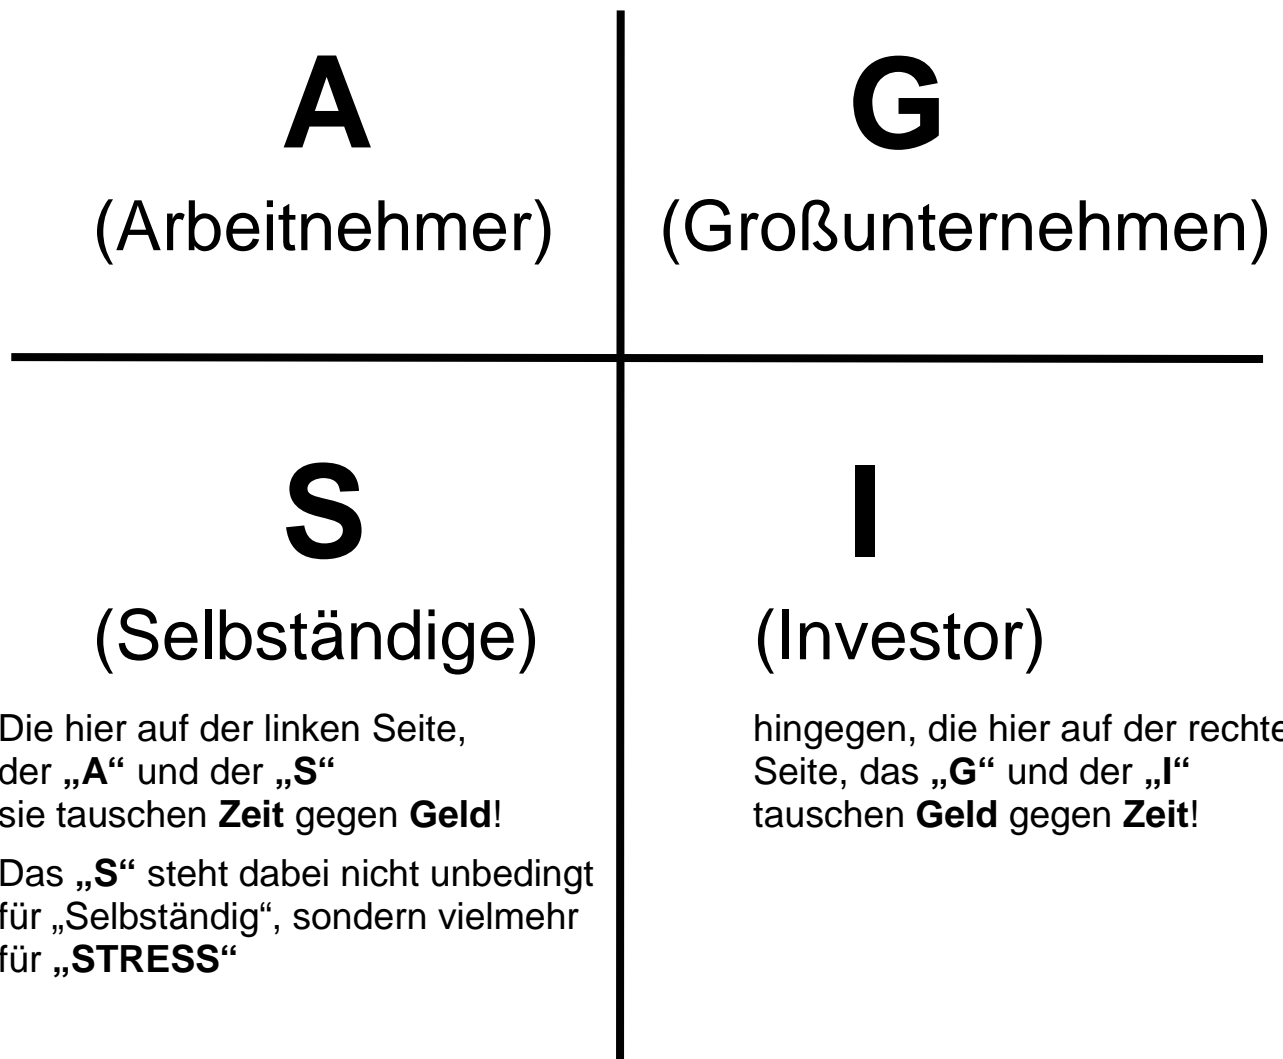 A
(Arbeitnehmer)
G
(Großunternehmen)
S
(Selbständige)
Die hier auf der linken Seite,
der „A“ und der „S“
sie tauschen Zeit gegen Geld!
Das „S“ steht dabei nicht unbedingt
für „Selbständig“, sondern vielmehr
für „STRESS“
I
(Investor)
hingegen, die hier auf der rechte
Seite, das „G“ und der „I“
tauschen Geld gegen Zeit!